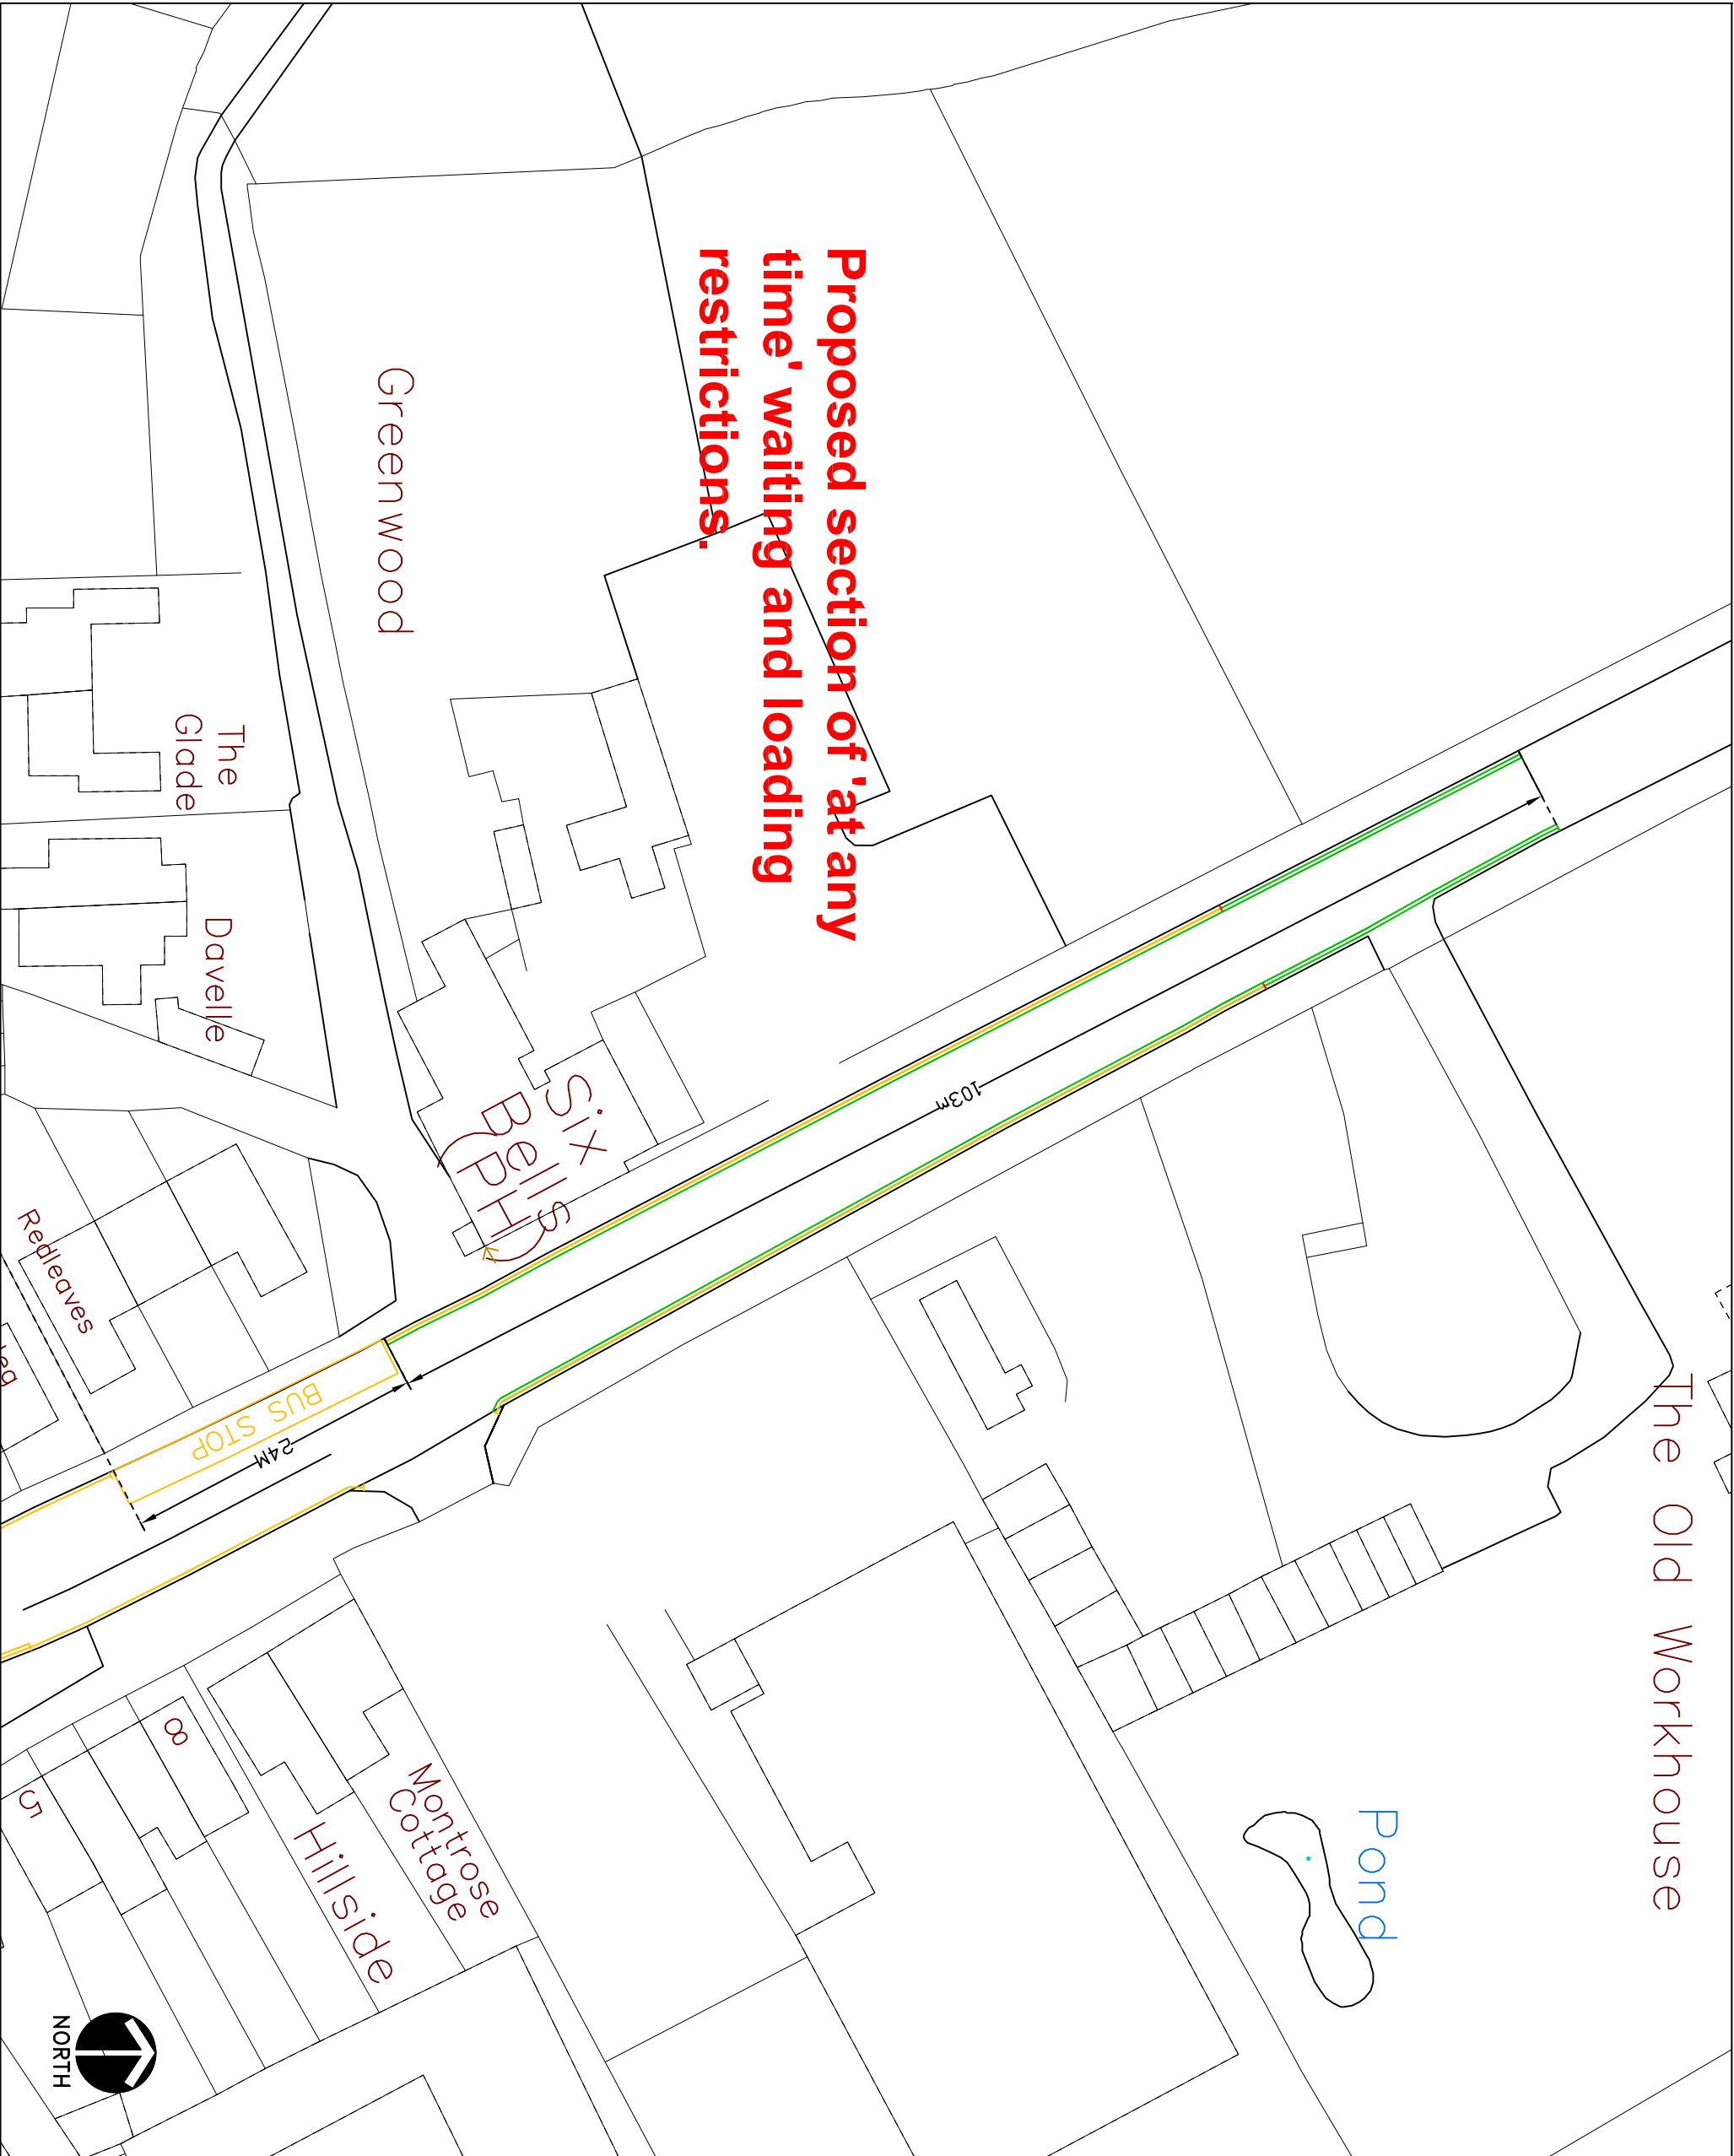 Proposed section of 'at any
time' waiting and loading
restrictions.
Greenwood
The
Glade
Davelle
Six
Bells
(PH)
Redleaves
103m
BUS STOP
24M
The Old Workhouse
Pond
Montrose
Cottage
Hillside
8
5
NORTH